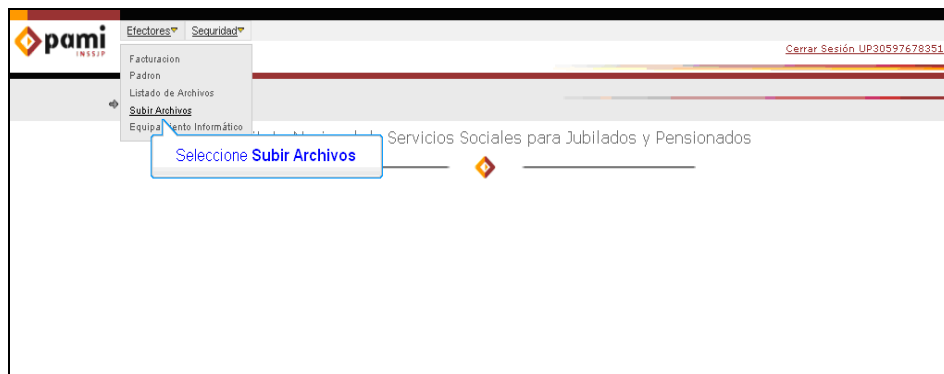 pami
INSSJP
Efectores
Seguridad
Cerrar Sesión UP30597678351
Facturacion
Padron
Listado de Archivos
Subir Archivos
Equipamiento Informático
Servicios Sociales para Jubilados y Pensionados
Seleccione Subir Archivos